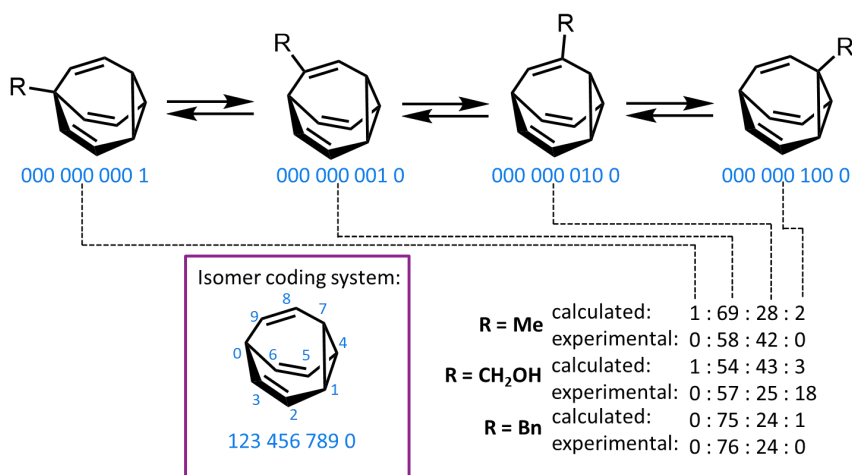 R
R
R
R
000 000 000 1
000 000 001 0
000 000 010 0
000 000 100 0
Isomer coding system:
8
9
7
0
6
5
4
3
1
2
123 456 789 0
R = Me
calculated: 1 : 69 : 28 : 2
experimental: 0 : 58 : 42 : 0
R = CH₂OH
calculated: 1 : 54 : 43 : 3
experimental: 0 : 57 : 25 : 18
R = Bn
calculated: 0 : 75 : 24 : 1
experimental: 0 : 76 : 24 : 0